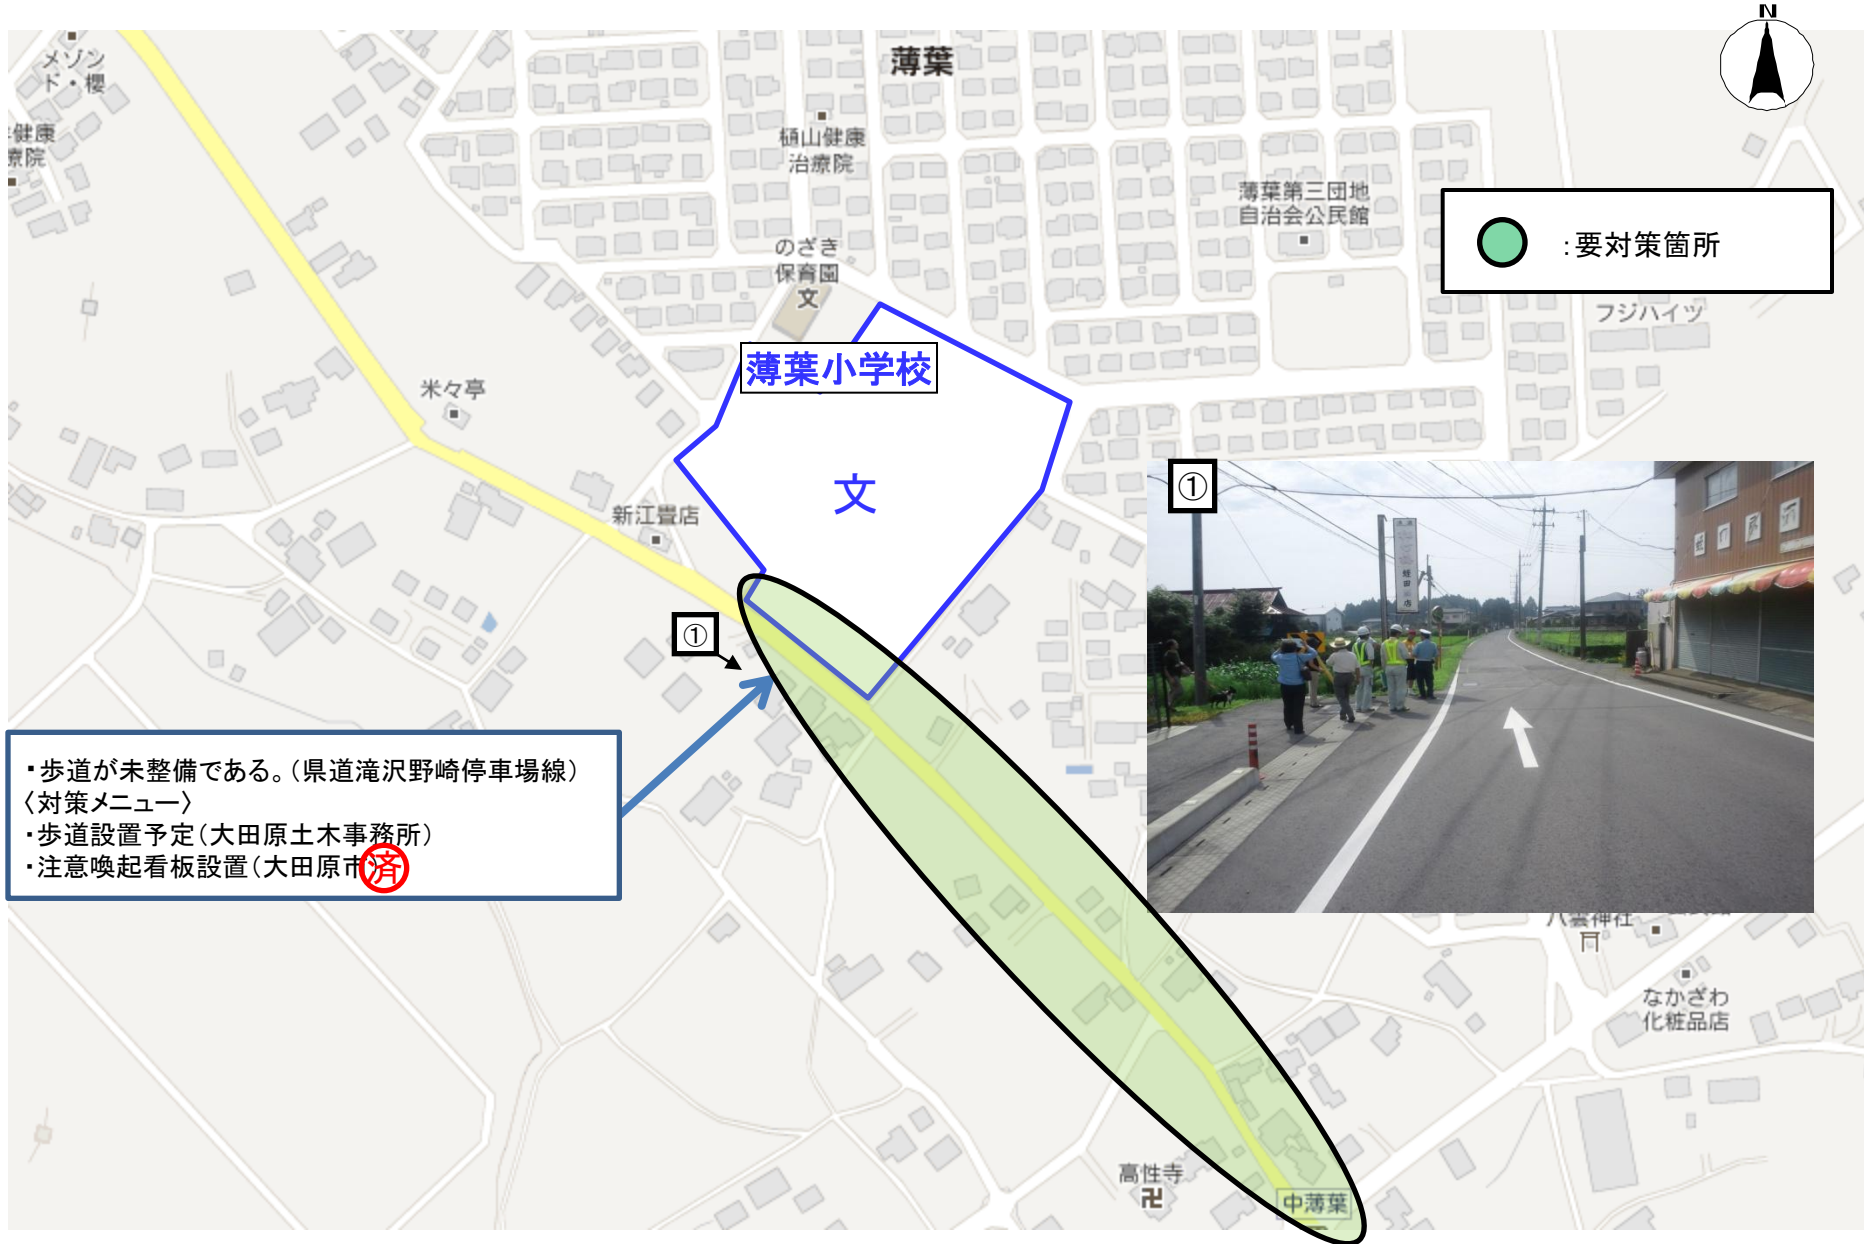 N
メゾン
ド・櫻
薄葉
健康
療院
樋山健康
治療院
薄葉第三団地
自治会公民館
:要対策箇所
のざき
保育園
文
フジハイツ
薄葉小学校
米々亭
文
新江畳店
①
①
・歩道が未整備である。(県道滝沢野崎停車場線)
〈対策メニュー〉
・歩道設置予定(大田原土木事務所)
・注意喚起看板設置(大田原市
済
八雲神社
なかざわ
化粧品店
高性寺
中薄葉